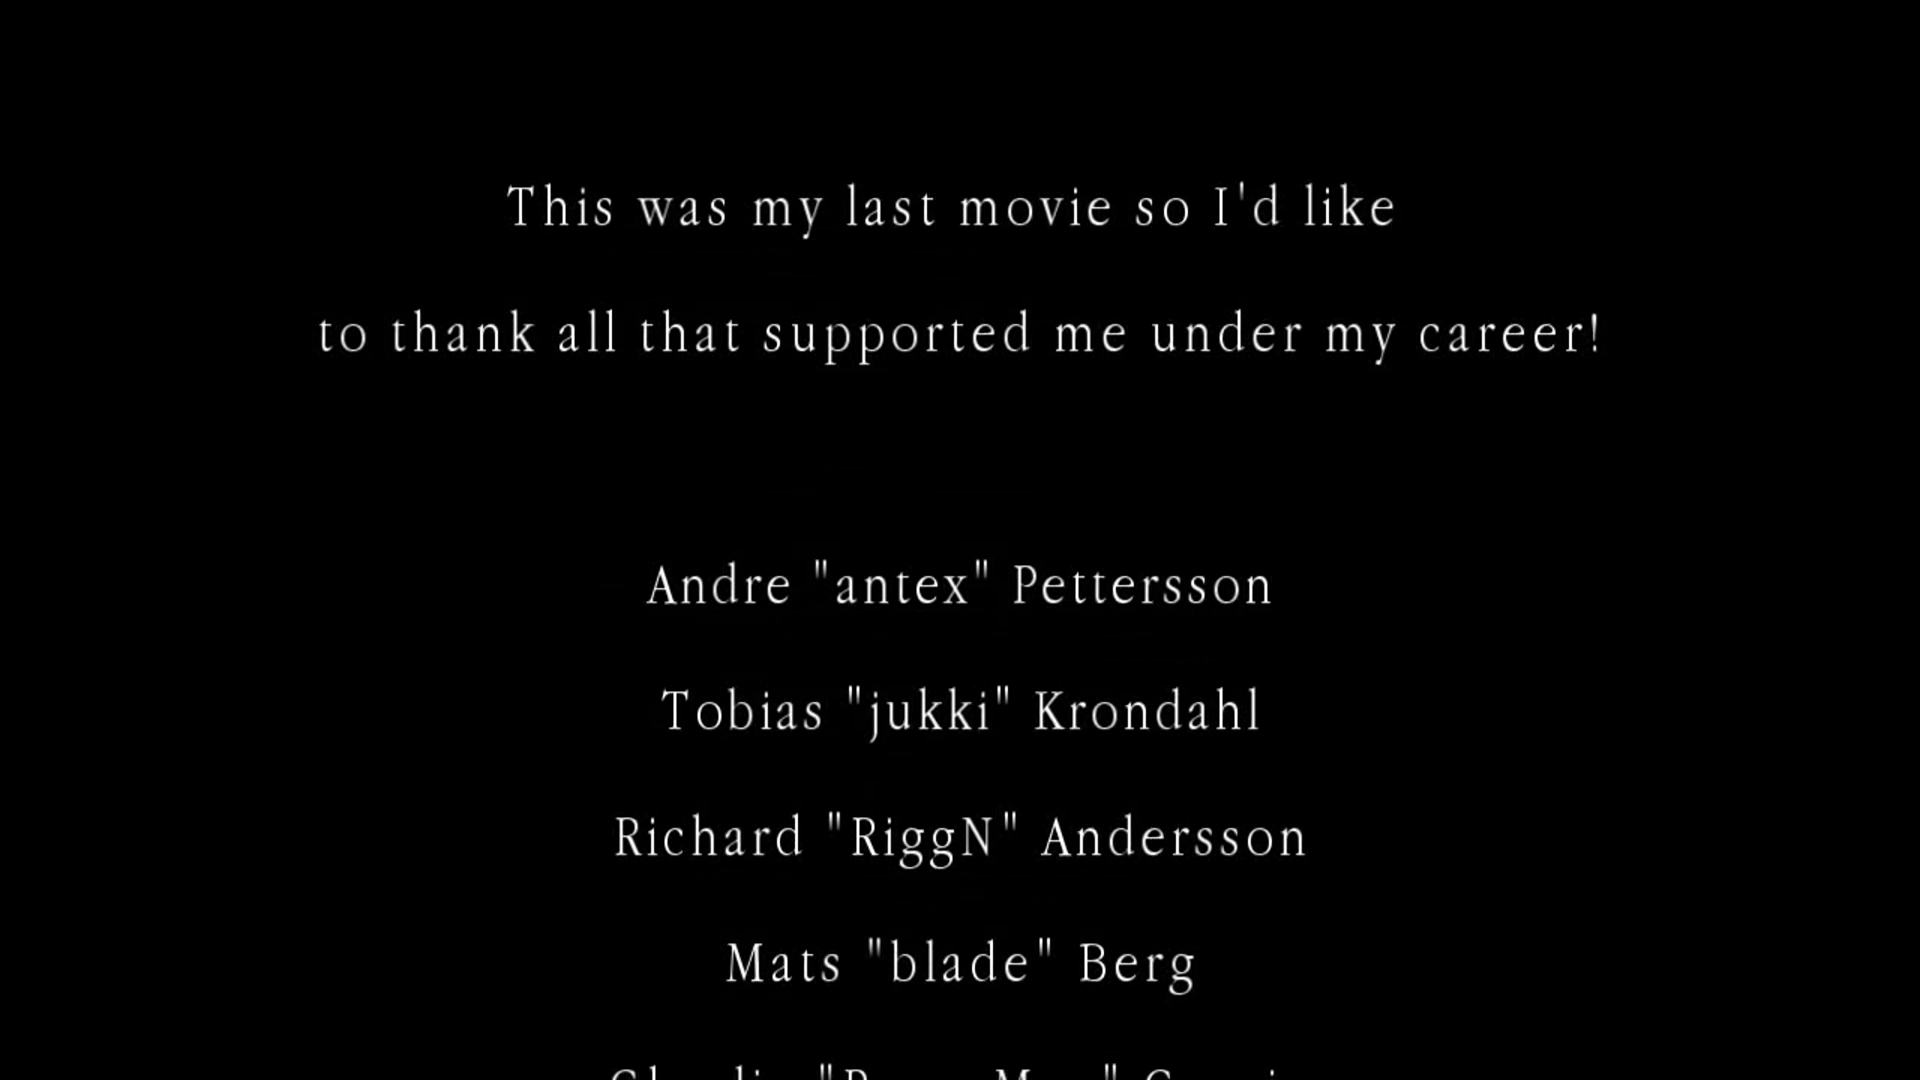 This was my last movie so I'd like
to thank all that supported me under my career!
Andre "antex" Pettersson
Tobias "jukki" Krondahl
Richard "RiggN" Andersson
Mats "blade" Berg